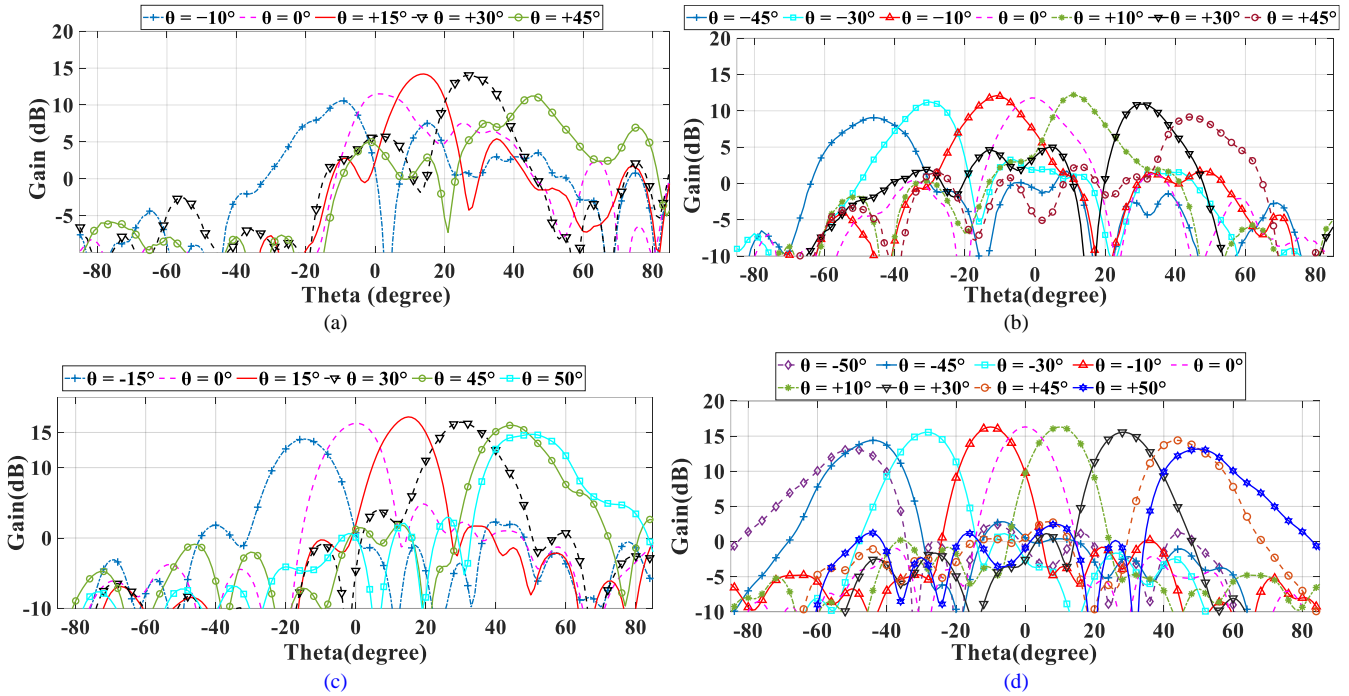 θ = −10° θ = 0° θ = +15° θ = +30° θ = +45°
20
15
10
5
0
-5
Gain (dB)
-80 -60 -40 -20 0 20 40 60 80
Theta (degree)
(a)
θ = −45° θ = −30° θ = −10° θ = 0° θ = +10° θ = +30° θ = +45°
20
15
10
5
0
-5
-10
Gain (dB)
-80 -60 -40 -20 0 20 40 60 80
Theta(degree)
(b)
θ = -15° θ = 0° θ = 15° θ = 30° θ = 45° θ = 50°
15
10
0
-10
Gain(dB)
-80 -60 -40 -20 0 20 40 60 80
Theta(degree)
(c)
θ = -50° θ = -45° θ = -30° θ = -10° θ = 0°
θ = +10° θ = +30° θ = +45° θ = +50°
20
15
10
5
0
-5
-10
Gain(dB)
-80 -60 -40 -20 0 20 40 60 80
Theta(degree)
(d)